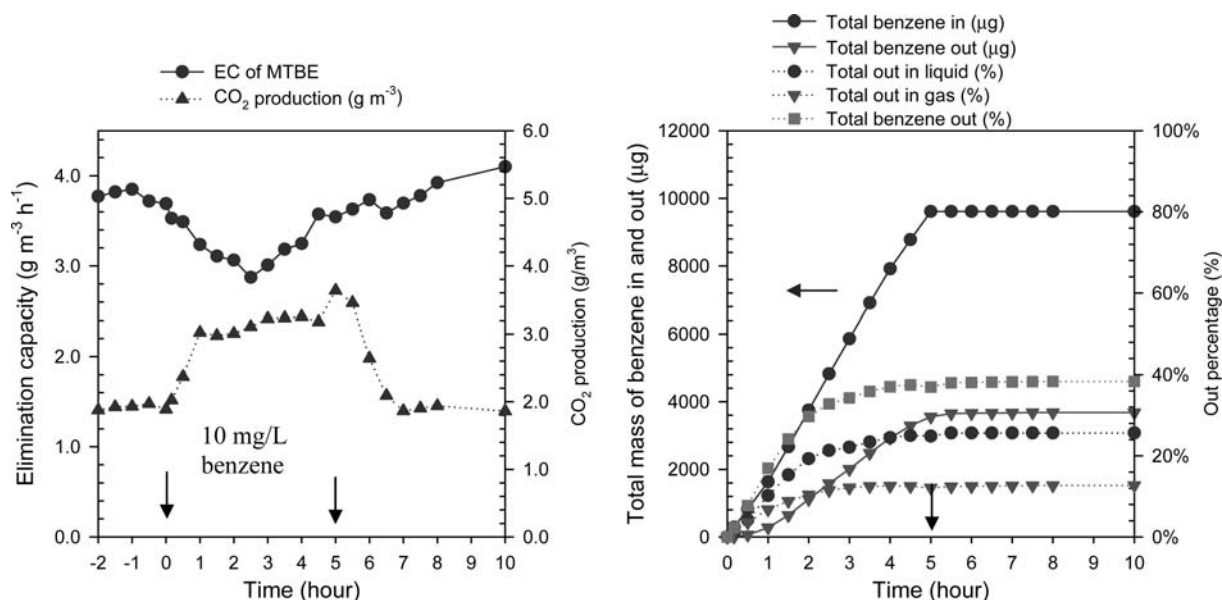 EC of MTBE
CO₂ production (g m⁻³)
Elimination capacity (g m⁻³ h⁻¹)
4.0
3.0
2.0
1.0
0.0
6.0
5.0
4.0
3.0
2.0
1.0
0.0
CO₂ production (g/m³)
10 mg/L
benzene
-2 -1 0 1 2 3 4 5 6 7 8 10
Time (hour)
Total benzene in (μg)
Total benzene out (μg)
Total out in liquid (%)
Total out in gas (%)
Total benzene out (%)
Total mass of benzene in and out (μg)
12000
10000
8000
6000
4000
2000
0
100%
80%
60%
40%
20%
0%
Out percentage (%)
0 1 2 3 5 6 7 8 10
Time (hour)